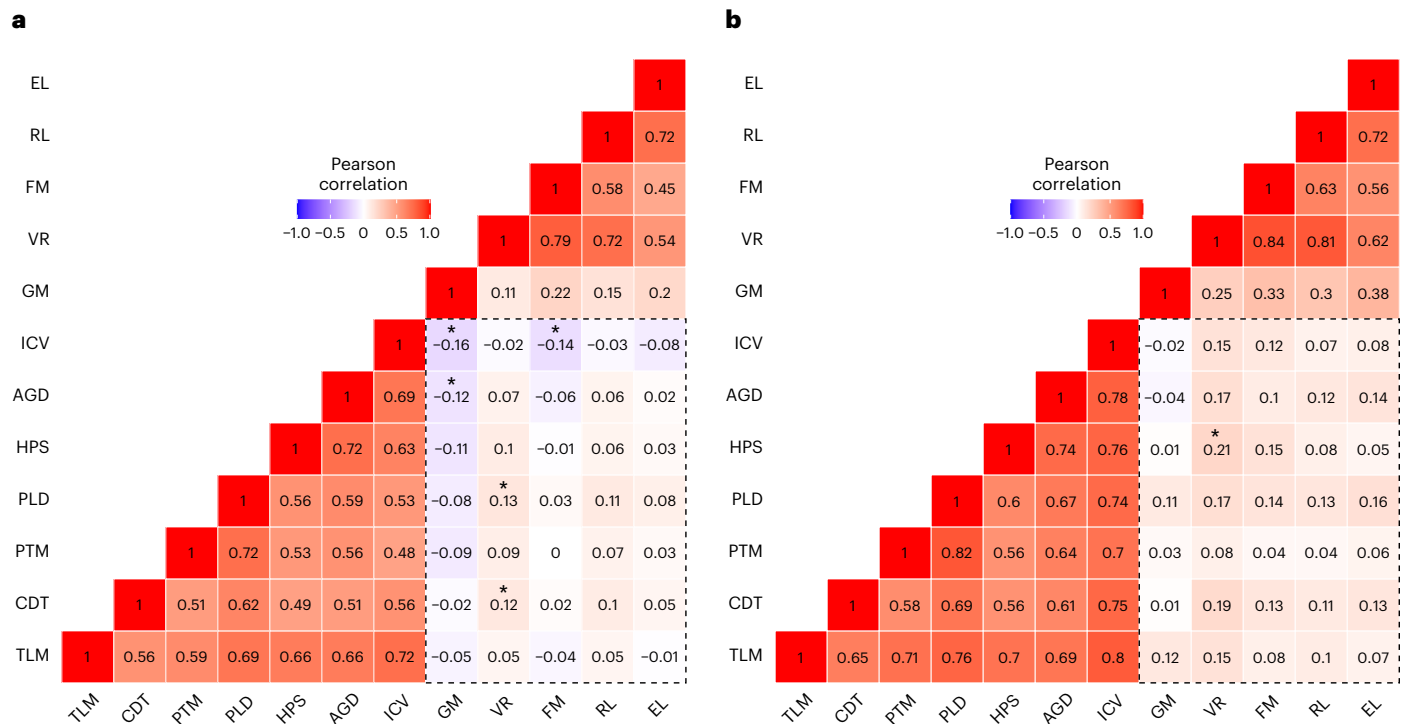 a
EL 1
RL 1 0.72
FM 1 0.58 0.45
VR 1 0.79 0.72 0.54
GM 1 0.11 0.22 0.15 0.2
ICV 1 −0.16* −0.02 −0.14* −0.03 −0.08
AGD 1 0.69 −0.12* 0.07 −0.06 0.06 0.02
HPS 1 0.72 0.63 −0.11 0.1 −0.01 0.06 0.03
PLD 1 0.56 0.59 0.53 −0.08 0.13* 0.03 0.11 0.08
PTM 1 0.72 0.53 0.56 0.48 −0.09 0.09 0 0.07 0.03
CDT 1 0.51 0.62 0.49 0.51 0.56 −0.02 0.12* 0.02 0.1 0.05
TLM 1 0.56 0.59 0.69 0.66 0.66 0.72 −0.05 0.05 −0.04 0.05 −0.01
TLM CDT PTM PLD HPS AGD ICV GM VR FM RL EL
Pearson
correlation
−1.0 −0.5 0 0.5 1.0
b
EL 1
RL 1 0.72
FM 1 0.63 0.56
VR 1 0.84 0.81 0.62
GM 1 0.25 0.33 0.3 0.38
ICV 1 −0.02 0.15 0.12 0.07 0.08
AGD 1 0.78 −0.04 0.17 0.1 0.12 0.14
HPS 1 0.74 0.76 0.01 0.21* 0.15 0.08 0.05
PLD 1 0.6 0.67 0.74 0.11 0.17 0.14 0.13 0.16
PTM 1 0.82 0.56 0.64 0.7 0.03 0.08 0.04 0.04 0.06
CDT 1 0.58 0.69 0.56 0.61 0.75 0.01 0.19 0.13 0.11 0.13
TLM 1 0.65 0.71 0.76 0.7 0.69 0.8 0.12 0.15 0.08 0.1 0.07
TLM CDT PTM PLD HPS AGD ICV GM VR FM RL EL
Pearson
correlation
−1.0 −0.5 0 0.5 1.0